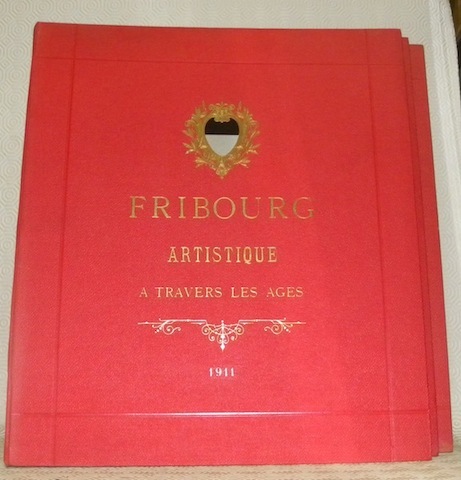 FRIBOURG
ARTISTIQUE
A TRAVERS LES AGES
1911